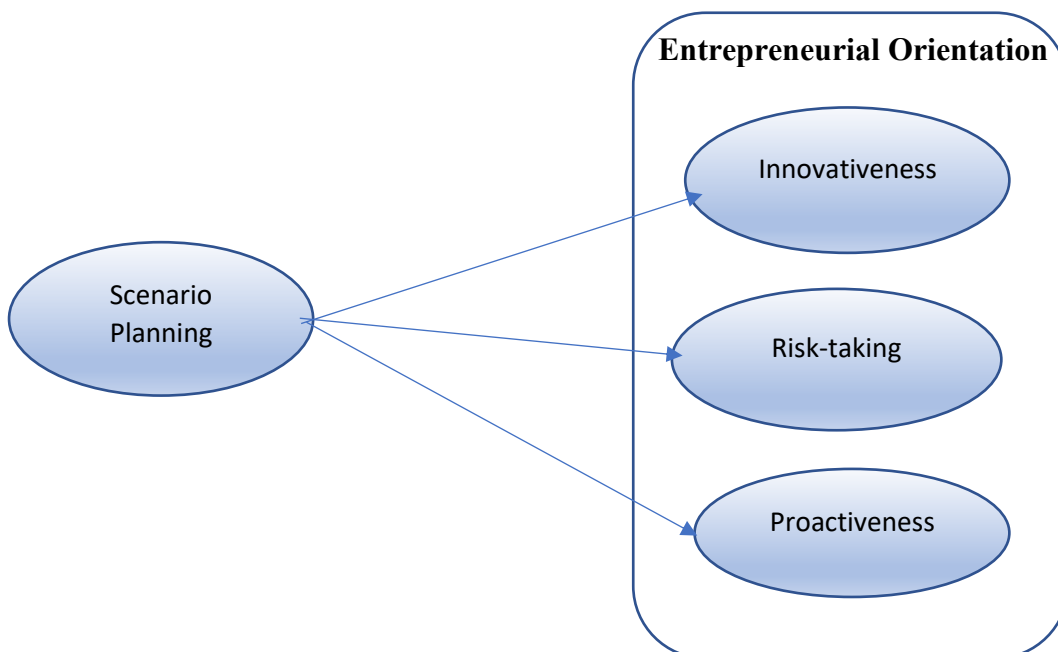 Entrepreneurial Orientation
Innovativeness
Scenario
Planning
Risk-taking
Proactiveness